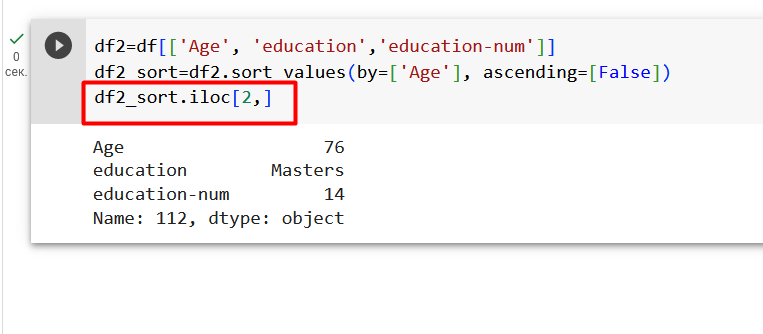 0
сек.
df2=df[['Age', 'education','education-num']]
df2_sort=df2.sort_values(by=['Age'], ascending=[False])
df2_sort.iloc[2,]
Age 76
education Masters
education-num 14
Name: 112, dtype: object